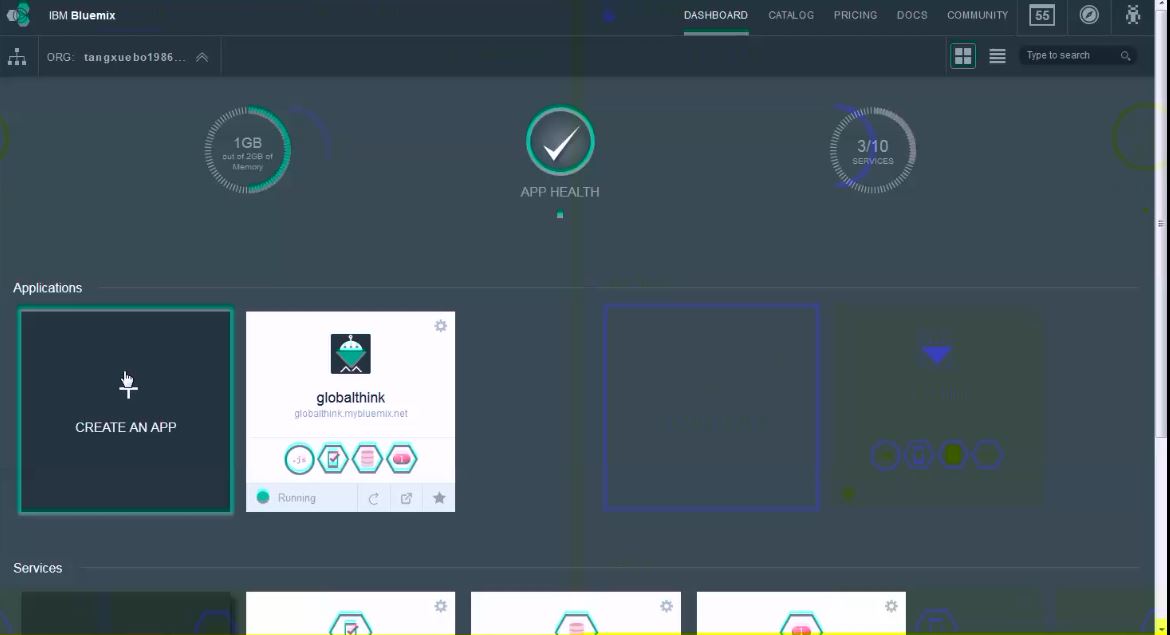 IBM Bluemix
DASHBOARD
CATALOG
PRICING
DOCS
COMMUNITY
55
ORG: tangxuebo1986...
Type to search
1GB
out of 2GB of
Memory
APP HEALTH
3/10
SERVICES
Applications
CREATE AN APP
globalthink
globalthink.mybluemix.net
.js
Running
Services